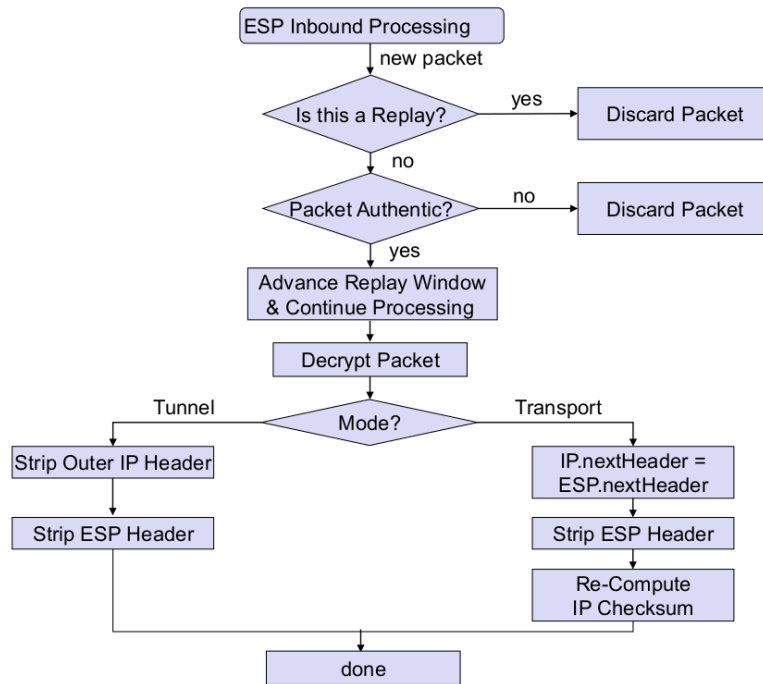 ESP Inbound Processing
new packet
Is this a Replay?
yes
Discard Packet
no
Packet Authentic?
no
Discard Packet
yes
Advance Replay Window
& Continue Processing
Decrypt Packet
Tunnel
Mode?
Transport
Strip Outer IP Header
IP.nextHeader =
ESP.nextHeader
Strip ESP Header
Strip ESP Header
Re-Compute
IP Checksum
done